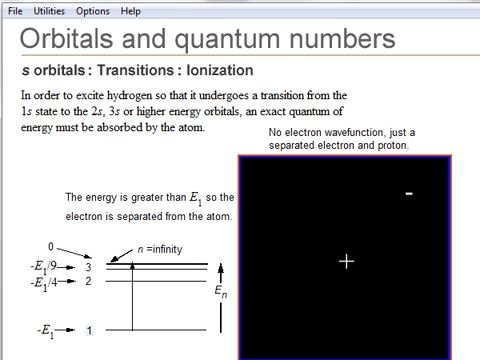 File Utilities Options Help
Orbitals and quantum numbers
s orbitals : Transitions : Ionization
In order to excite hydrogen so that it undergoes a transition from the
1s state to the 2s, 3s or higher energy orbitals, an exact quantum of
energy must be absorbed by the atom.
No electron wavefunction, just a
separated electron and proton.
The energy is greater than E1 so the
electron is separated from the atom.
0
n =infinity
-E1/9 3
-E1/4 2
En
-E1 1
-
+